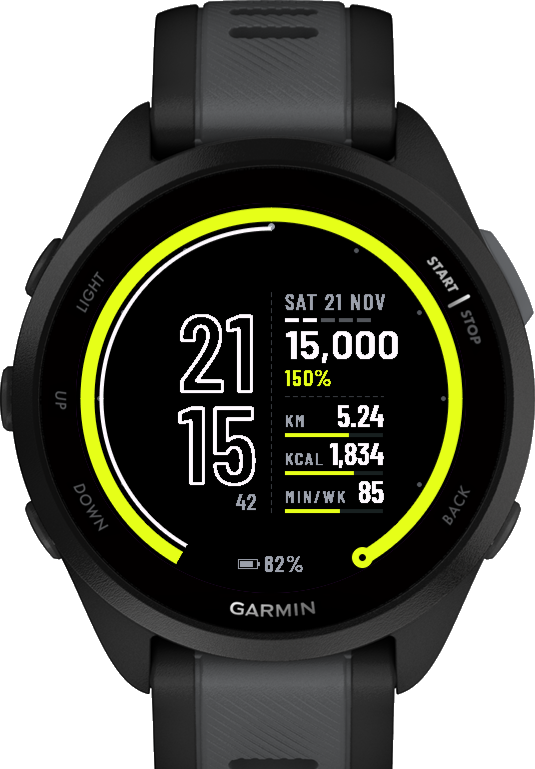 LIGHT
START
STOP
UP
DOWN
BACK
21
15
42
SAT 21 NOV
15,000
150%
KM 5.24
KCAL 1,834
MIN/WK 85
82%
GARMIN